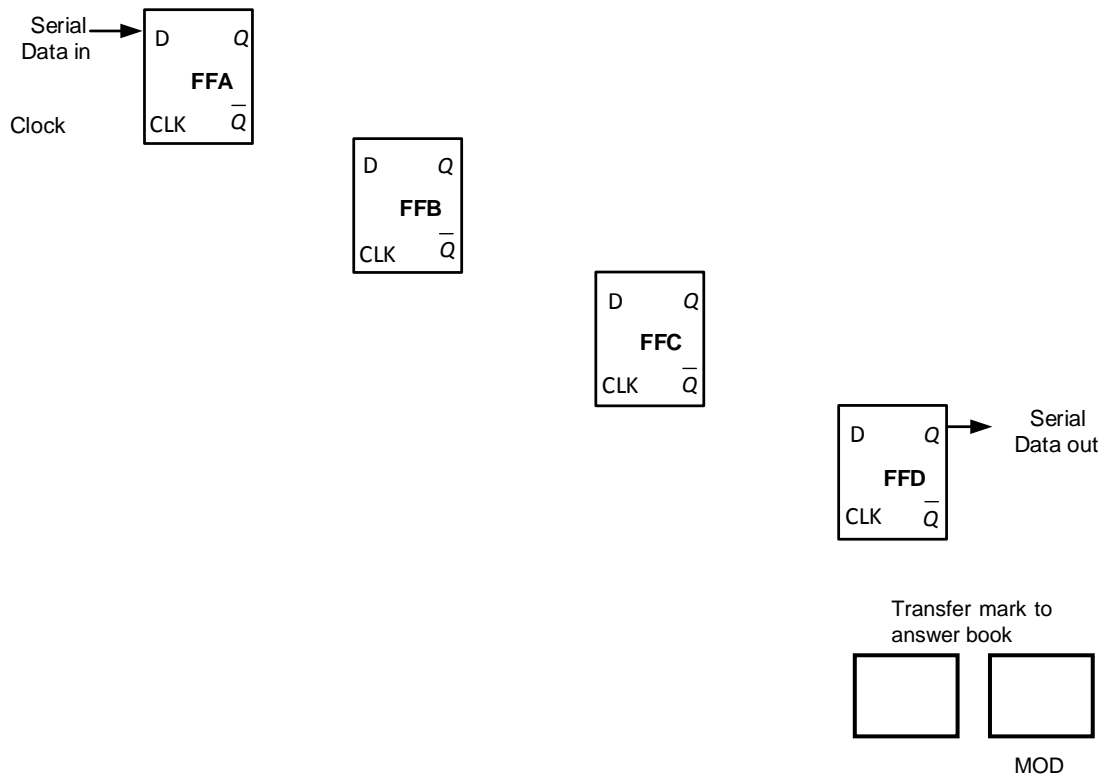 Serial
Data in
D Q
FFA
Clock
CLK Q̅
D Q
FFB
CLK Q̅
D Q
FFC
CLK Q̅
D Q
FFD
CLK Q̅
Serial
Data out
Transfer mark to
answer book
MOD